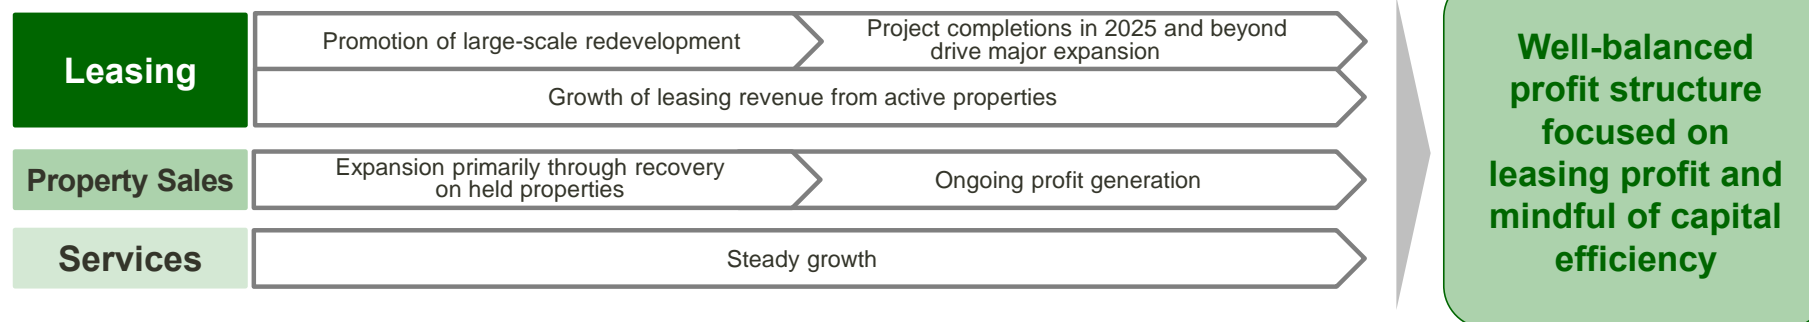 Leasing
Promotion of large-scale redevelopment
Project completions in 2025 and beyond
drive major expansion
Growth of leasing revenue from active properties
Property Sales
Expansion primarily through recovery
on held properties
Ongoing profit generation
Services
Steady growth
Well-balanced
profit structure
focused on
leasing profit and
mindful of capital
efficiency